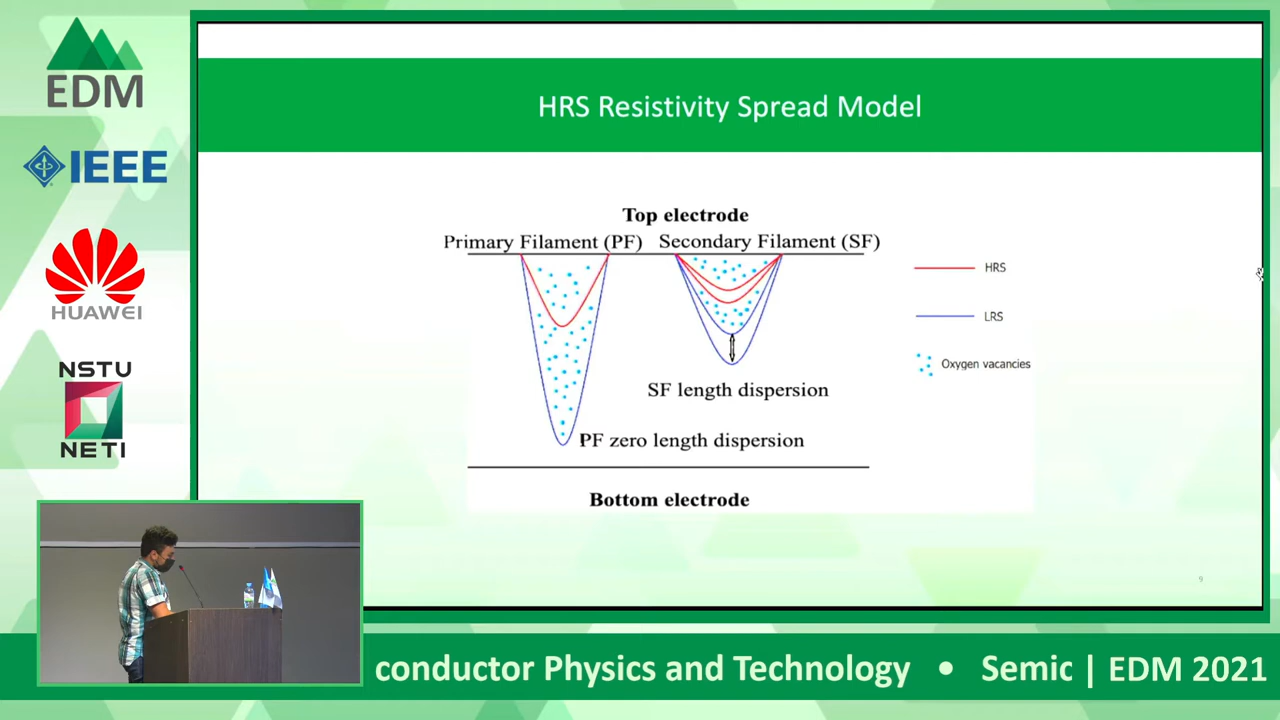 EDM
IEEE
HUAWEI
NSTU
NETI
HRS Resistivity Spread Model
Top electrode
Primary Filament (PF)
Secondary Filament (SF)
HRS
LRS
Oxygen vacancies
SF length dispersion
PF zero length dispersion
Bottom electrode
9
conductor Physics and Technology • Semic | EDM 2021